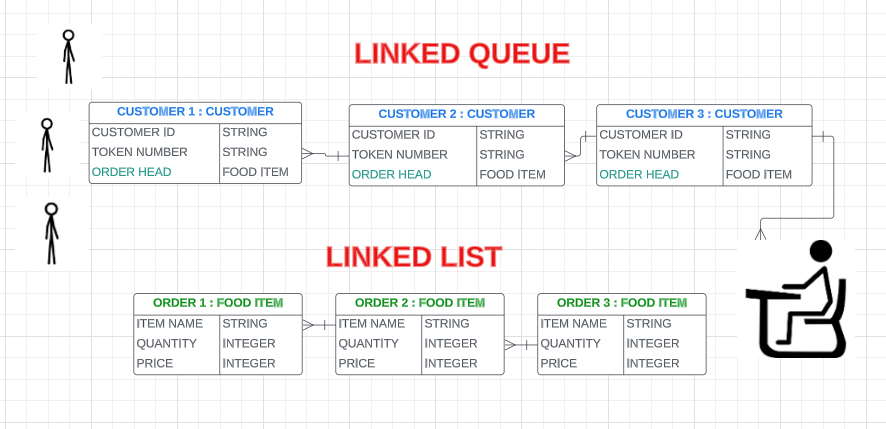 LINKED QUEUE
CUSTOMER 1 : CUSTOMER
CUSTOMER ID STRING
TOKEN NUMBER STRING
ORDER HEAD FOOD ITEM
CUSTOMER 2 : CUSTOMER
CUSTOMER ID STRING
TOKEN NUMBER STRING
ORDER HEAD FOOD ITEM
CUSTOMER 3 : CUSTOMER
CUSTOMER ID STRING
TOKEN NUMBER STRING
ORDER HEAD FOOD ITEM
LINKED LIST
ORDER 1 : FOOD ITEM
ITEM NAME STRING
QUANTITY INTEGER
PRICE INTEGER
ORDER 2 : FOOD ITEM
ITEM NAME STRING
QUANTITY INTEGER
PRICE INTEGER
ORDER 3 : FOOD ITEM
ITEM NAME STRING
QUANTITY INTEGER
PRICE INTEGER